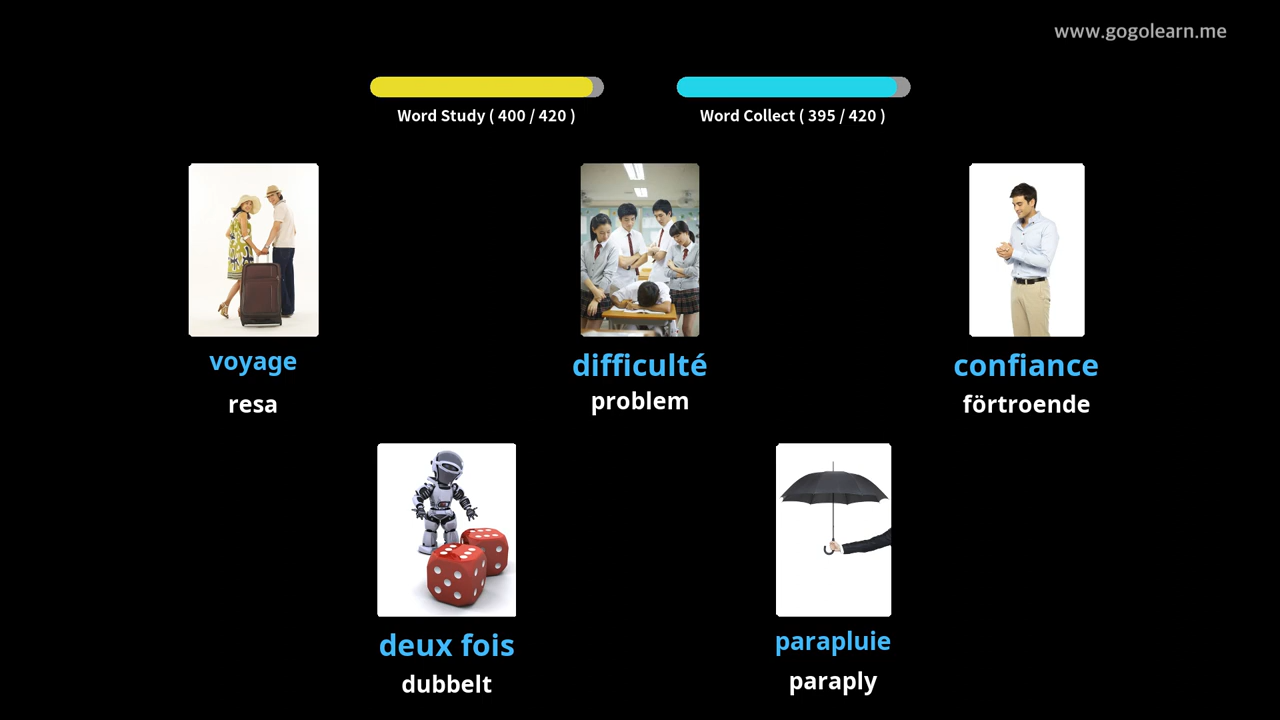 www.gogolearn.me
Word Study ( 400 / 420 )
Word Collect ( 395 / 420 )
voyage
resa
difficulté
problem
confiance
förtroende
deux fois
dubbelt
parapluie
paraply